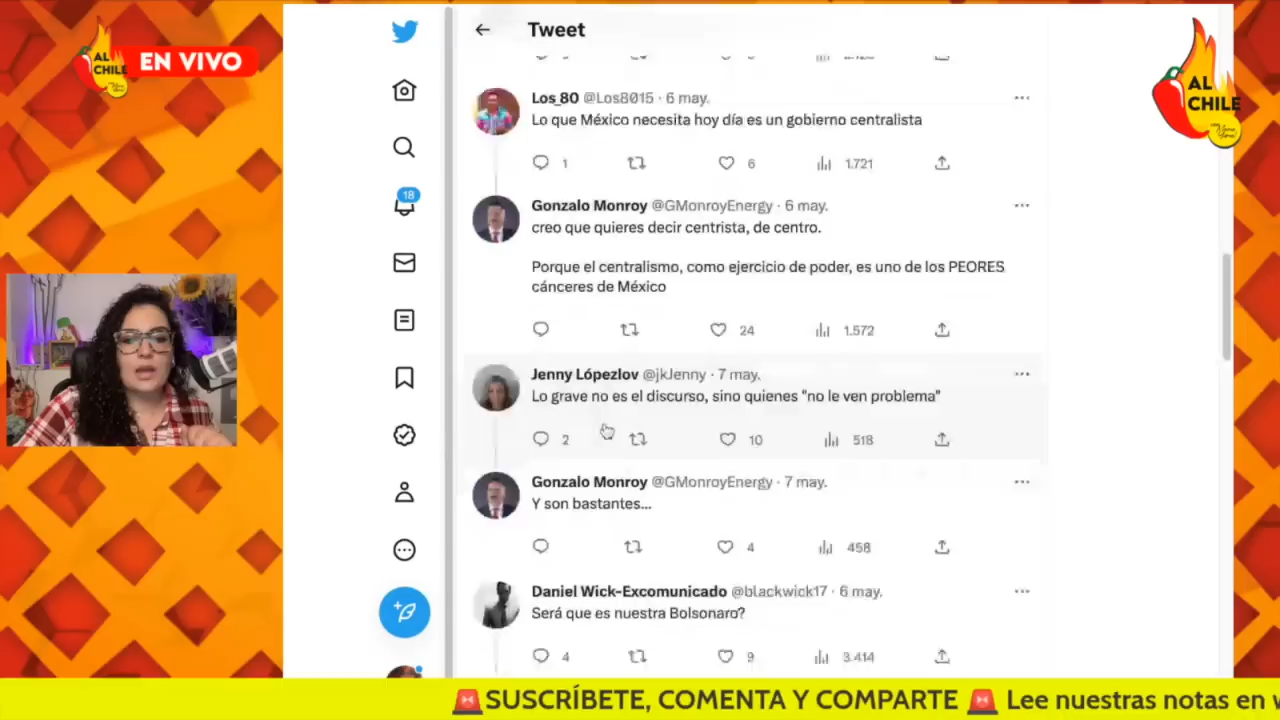 AL
CHILE
EN VIVO
Tweet
AL
CHILE
Los_80 @Los8015 · 6 may.
Lo que México necesita hoy día es un gobierno centralista
1 6 1.721
18
Gonzalo Monroy @GMonroyEnergy · 6 may.
creo que quieres decir centrista, de centro.
Porque el centralismo, como ejercicio de poder, es uno de los PEORES
cánceres de México
24 1.572
Jenny Lópezlov @jkJenny · 7 may.
Lo grave no es el discurso, sino quienes "no le ven problema"
2 10 518
Gonzalo Monroy @GMonroyEnergy · 7 may.
Y son bastantes...
4 458
Daniel Wick-Excomunicado @blackwick17 · 6 may.
Será que es nuestra Bolsonaro?
4 9 3.414
🚨SUSCRÍBETE, COMENTA Y COMPARTE 🚨 Lee nuestras notas en